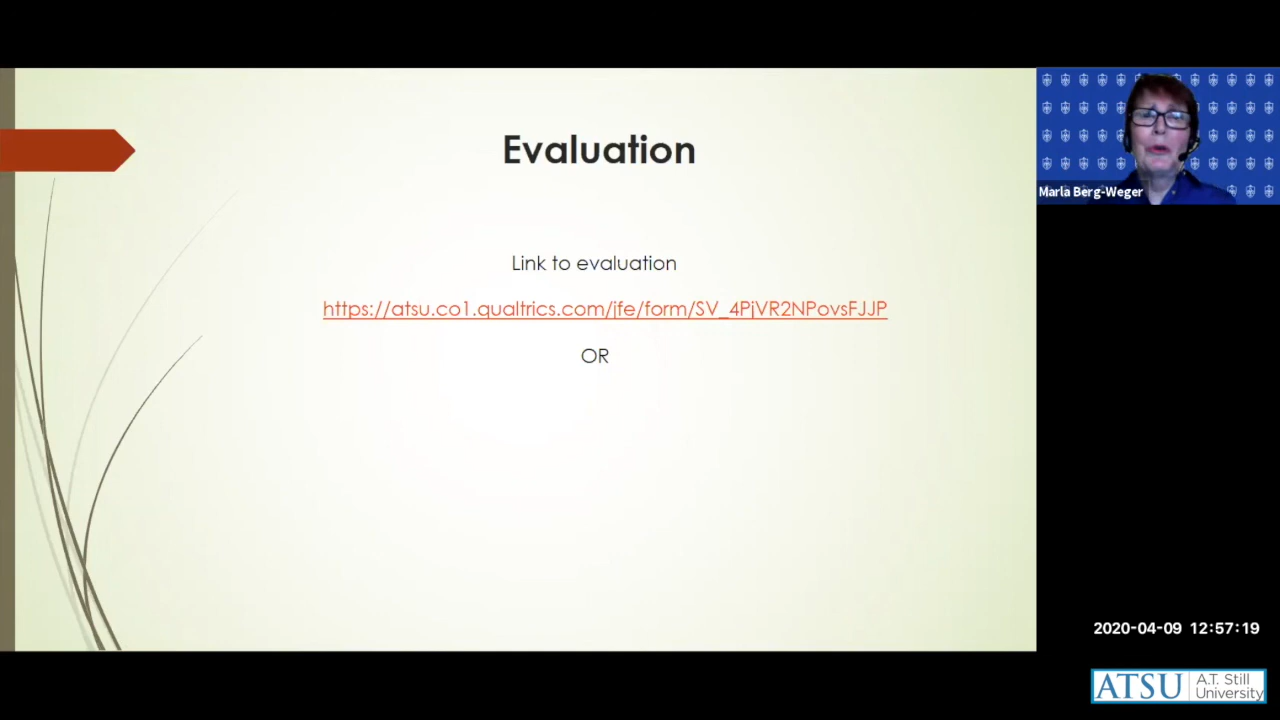 Evaluation
Link to evaluation
https://atsu.co1.qualtrics.com/jfe/form/SV_4PjVR2NPovsFJJP
OR
Marla Berg-Weger
2020-04-09 12:57:19
ATSU
A.T. Still
University